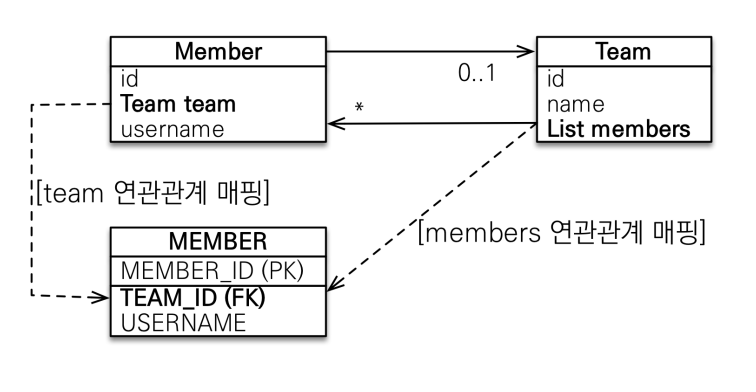 Member
id
Team team
username
0..1
*
Team
id
name
List members
[team 연관관계 매핑]
[members 연관관계 매핑]
MEMBER
MEMBER_ID (PK)
TEAM_ID (FK)
USERNAME